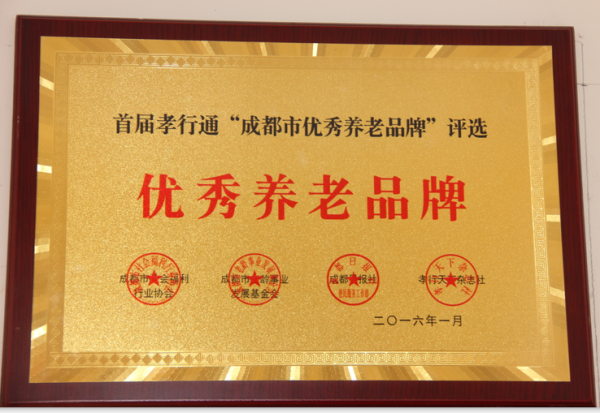 首届孝行通“成都市优秀养老品牌”评选
优秀养老品牌
成都市社会福利
行业协会
成都市老龄事业
发展基金会
成都日报社
孝行天下杂志社
二〇一六年一月